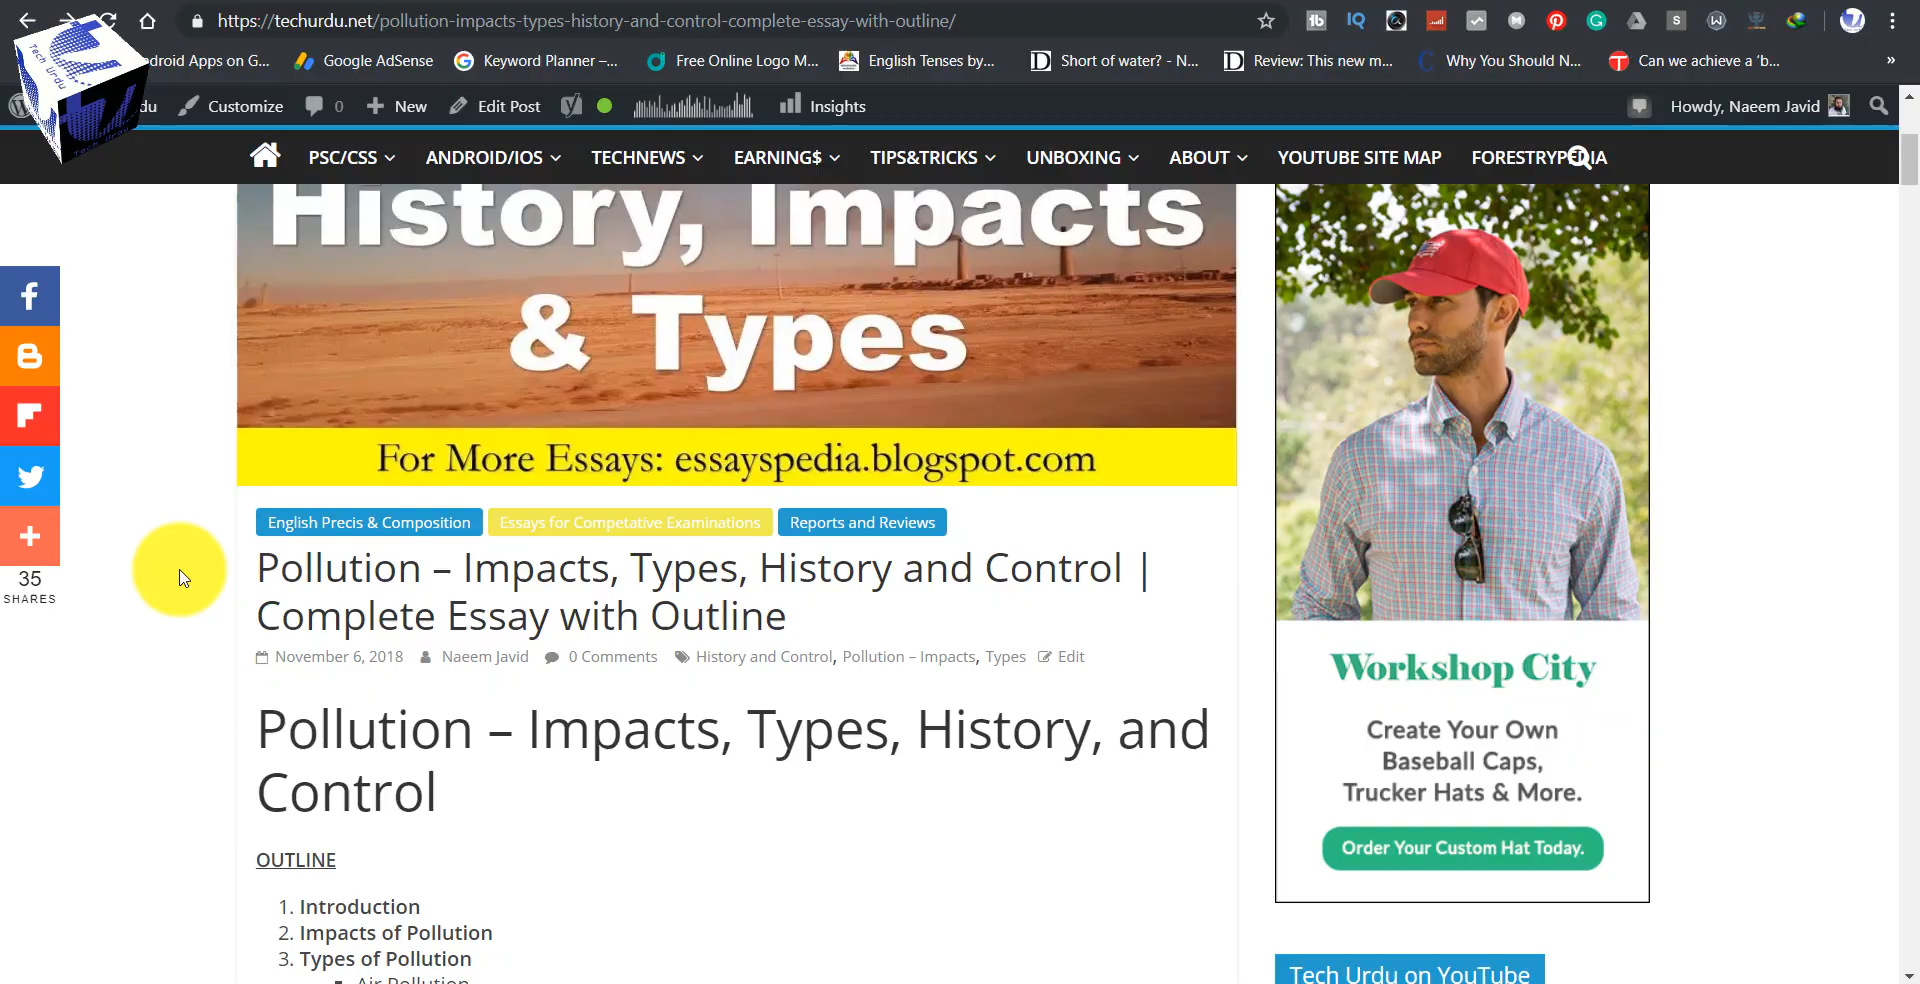 https://techurdu.net/pollution-impacts-types-history-and-control-complete-essay-with-outline/
droid Apps on G...
Google AdSense
Keyword Planner –...
Free Online Logo M...
English Tenses by...
Short of water? - N...
Review: This new m...
Why You Should N...
Can we achieve a 'b...
»
Tech Urdu
du
Customize
0
New
Edit Post
Insights
Howdy, Naeem Javid
PSC/CSS
ANDROID/IOS
TECHNEWS
EARNING$
TIPS&TRICKS
UNBOXING
ABOUT
YOUTUBE SITE MAP
FORESTRYPEDIA
History, Impacts
& Types
For More Essays: essayspedia.blogspot.com
35
SHARES
English Precis & Composition
Essays for Competative Examinations
Reports and Reviews
Pollution – Impacts, Types, History and Control |
Complete Essay with Outline
November 6, 2018 Naeem Javid 0 Comments History and Control, Pollution – Impacts, Types Edit
Pollution – Impacts, Types, History, and
Control
OUTLINE
1. Introduction
2. Impacts of Pollution
3. Types of Pollution
Air Pollution
Workshop City
Create Your Own
Baseball Caps,
Trucker Hats & More.
Order Your Custom Hat Today.
Tech Urdu on YouTube